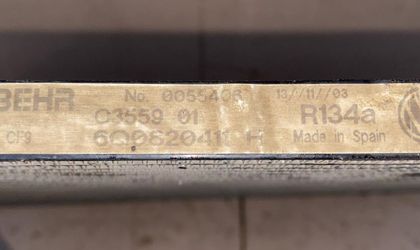 BEHR No. 0055406 13//11//03
C3559 01 R134a
CF9 6Q0820411 H Made in Spain